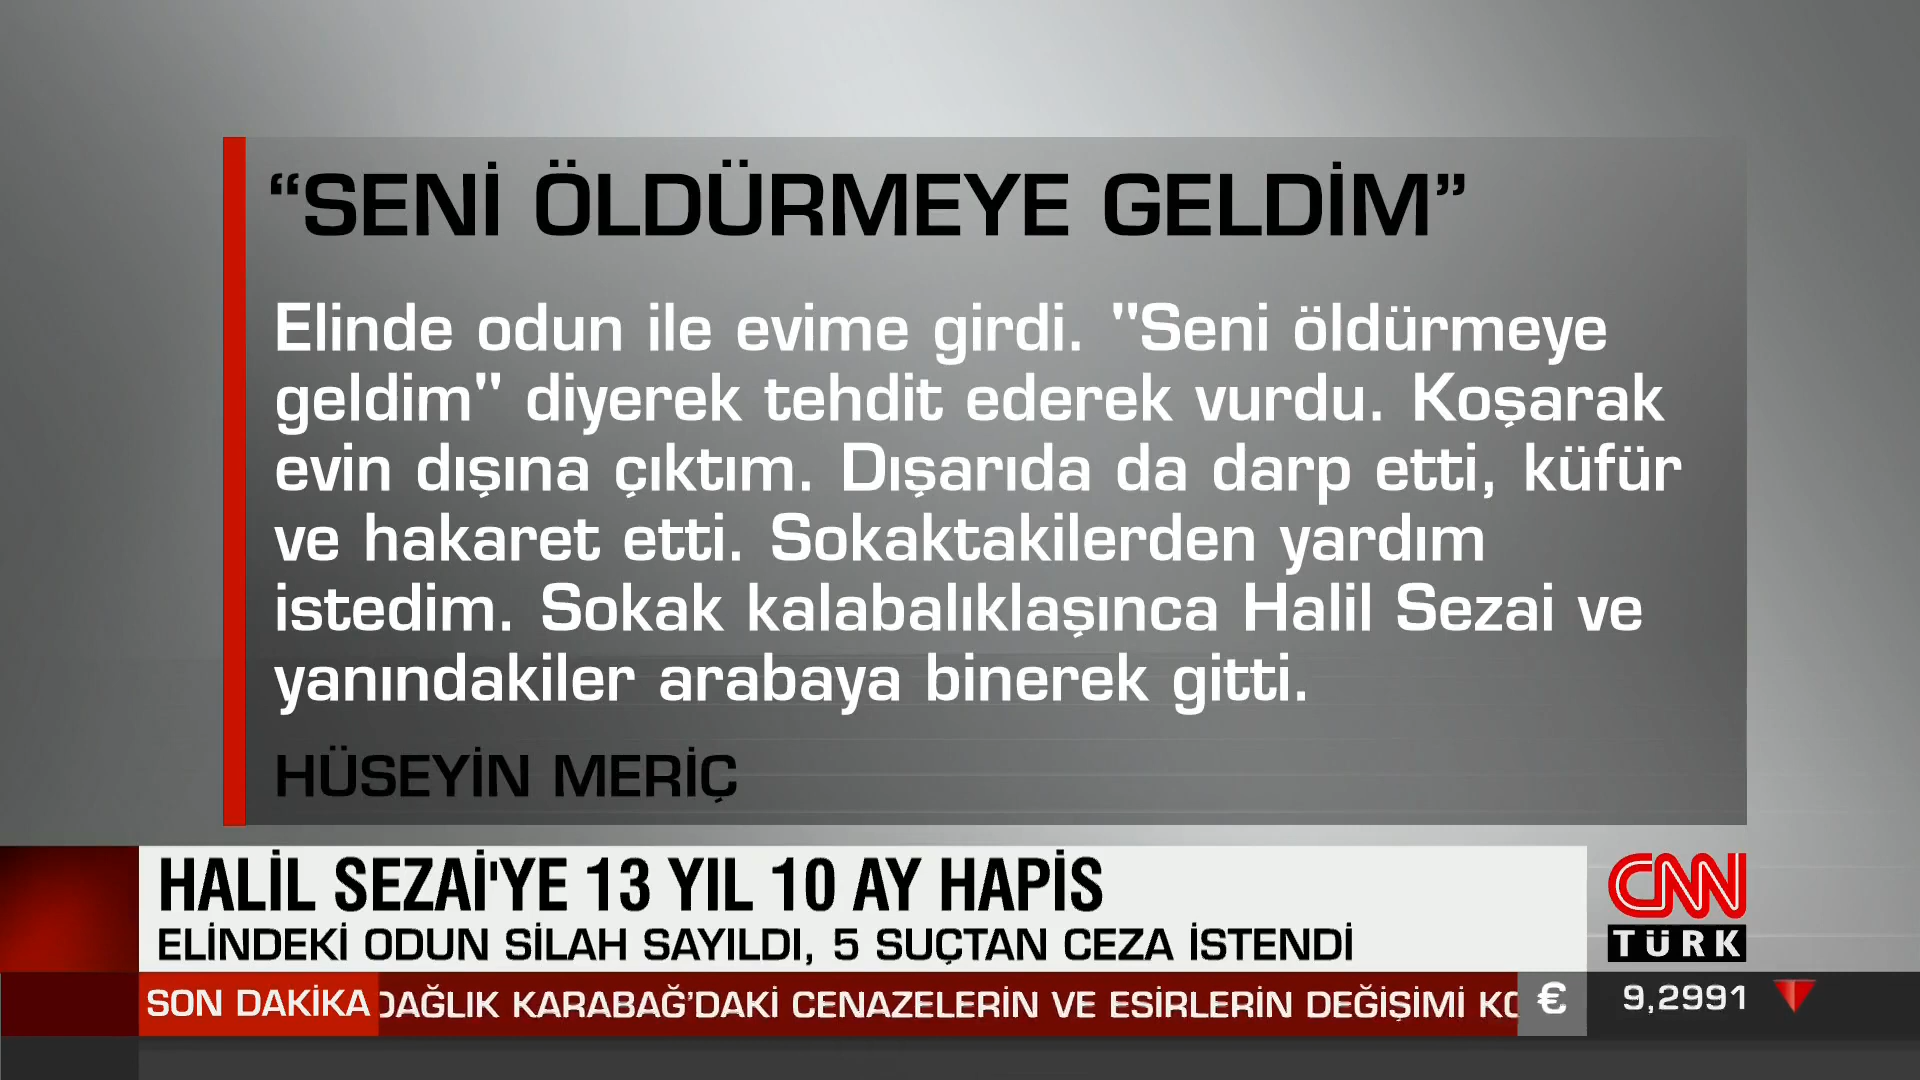 “SENİ ÖLDÜRMEYE GELDİM”
Elinde odun ile evime girdi. "Seni öldürmeye
geldim" diyerek tehdit ederek vurdu. Koşarak
evin dışına çıktım. Dışarıda da darp etti, küfür
ve hakaret etti. Sokaktakilerden yardım
istedim. Sokak kalabalıklaşınca Halil Sezai ve
yanındakiler arabaya binerek gitti.
HÜSEYİN MERİÇ
HALİL SEZAİ'YE 13 YIL 10 AY HAPİS
ELİNDEKİ ODUN SİLAH SAYILDI, 5 SUÇTAN CEZA İSTENDİ
CNN
TÜRK
SON DAKİKA DAĞLIK KARABAĞ’DAKİ CENAZELERİN VE ESİRLERİN DEĞİŞİMİ
€ 9,2991